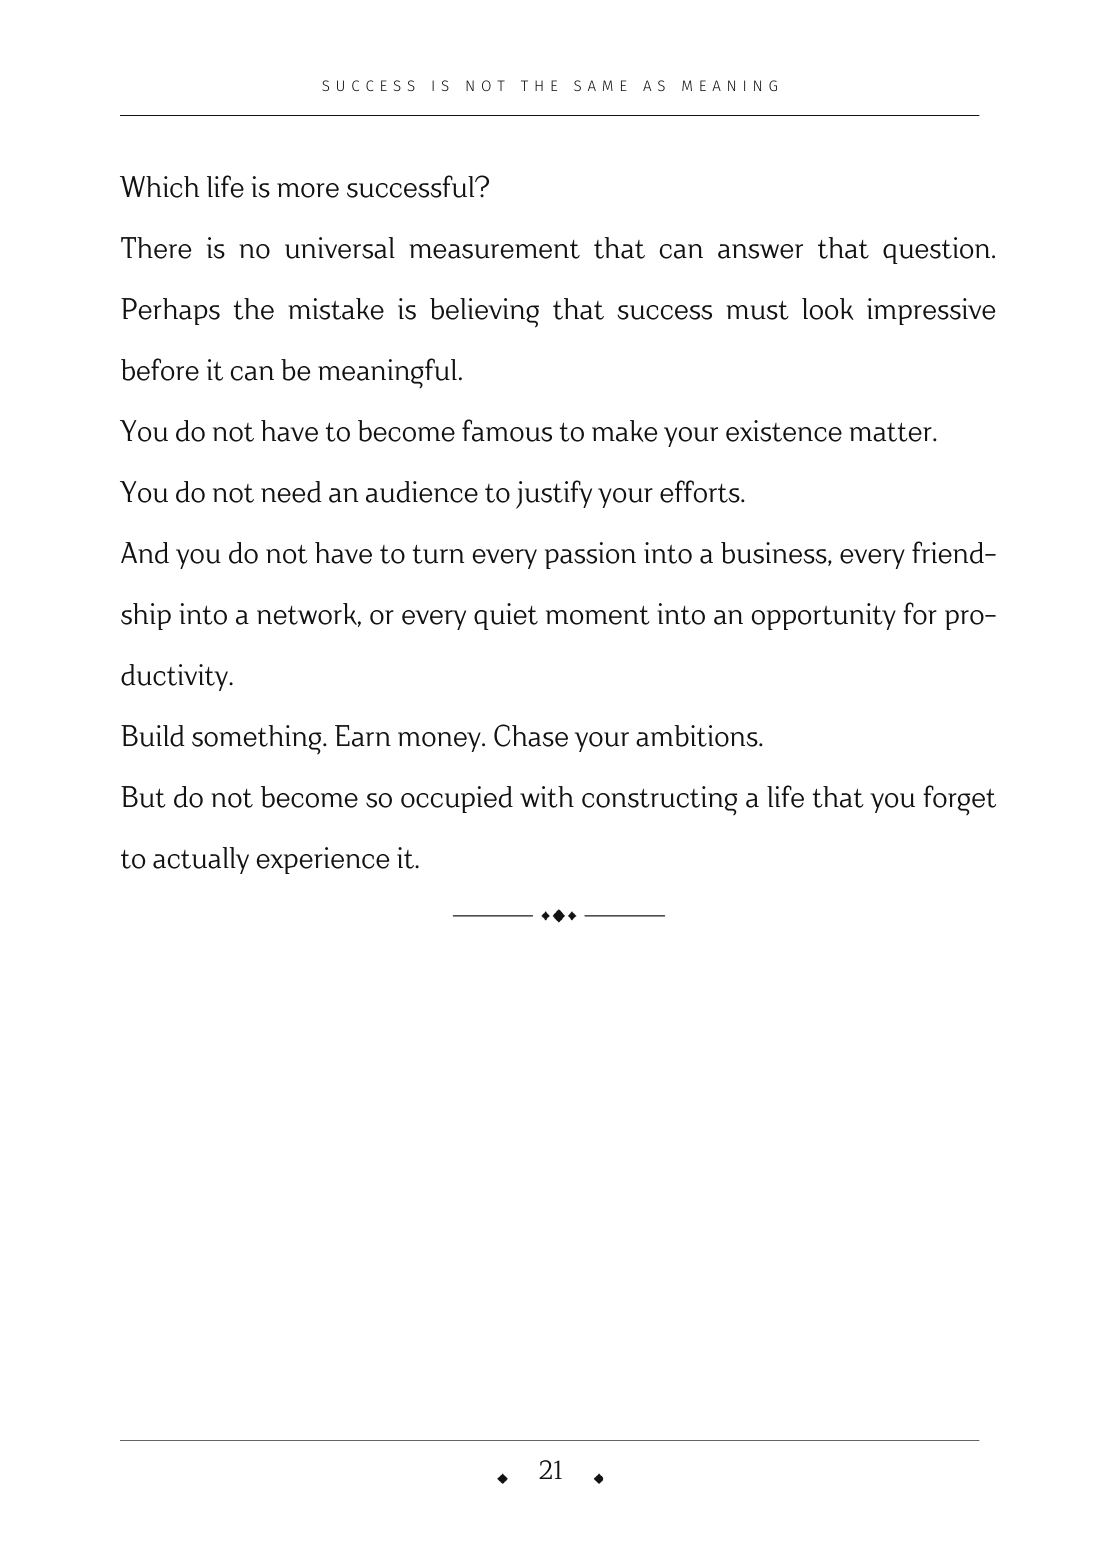 SUCCESS IS NOT THE SAME AS MEANING
Which life is more successful?
There is no universal measurement that can answer that question.
Perhaps the mistake is believing that success must look impressive
before it can be meaningful.
You do not have to become famous to make your existence matter.
You do not need an audience to justify your efforts.
And you do not have to turn every passion into a business, every friend-
ship into a network, or every quiet moment into an opportunity for pro-
ductivity.
Build something. Earn money. Chase your ambitions.
But do not become so occupied with constructing a life that you forget
to actually experience it.
21